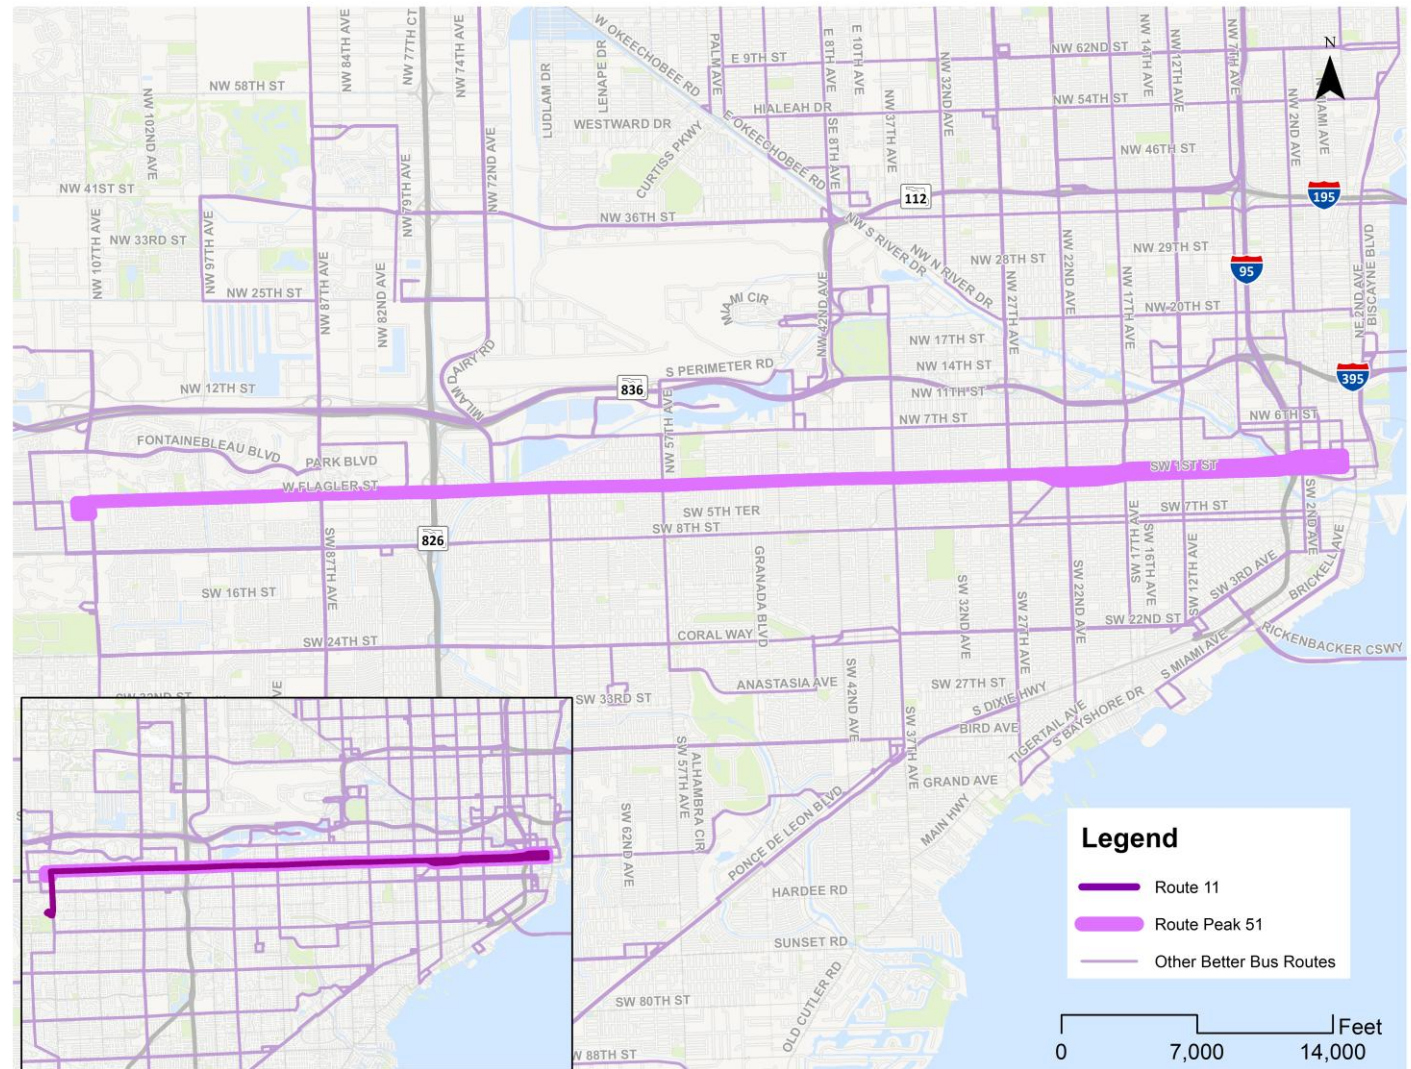 W OKEECHOBEE RD
NW 84TH AVE
NW 77TH CT
NW 74TH AVE
LUDLAM DR
LENAPE DR
PALM AVE
E 9TH ST
E 8TH AVE
E 10TH AVE
NW 62ND ST
NW 14TH AVE
NW 12TH AVE
NW 7TH AVE
N
NW 58TH ST
NW 102ND AVE
WESTWARD DR
CURTISS PKWY
HIALEAH DR
E OKEECHOBEE RD
SE 8TH AVE
NW 37TH AVE
NW 32ND AVE
NW 54TH ST
NW 46TH ST
NW 2ND AVE
MIAMI AVE
NW 41ST ST
NW 79TH AVE
NW 72ND AVE
112
195
NW 107TH AVE
NW 33RD ST
NW 97TH AVE
NW 36TH ST
NW S RIVER DR
NW N RIVER DR
NW 28TH ST
NW 29TH ST
95
BISCAYNE BLVD
NE 2ND AVE
NW 25TH ST
NW 87TH AVE
NW 82ND AVE
MIAMI CIR
NW 42ND AVE
NW 27TH AVE
NW 22ND AVE
NW 17TH AVE
NW 20TH ST
NW 17TH ST
NW 14TH ST
NW 11TH ST
395
NW 12TH ST
MILAM DAIRY RD
836
S PERIMETER RD
NW 57TH AVE
NW 7TH ST
NW 6TH ST
FONTAINEBLEAU BLVD
PARK BLVD
W FLAGLER ST
SW 1ST ST
SW 5TH TER
SW 8TH ST
SW 7TH ST
SW 2ND AVE
826
SW 87TH AVE
SW 16TH ST
SW 24TH ST
GRANADA BLVD
CORAL WAY
SW 32ND AVE
SW 27TH AVE
SW 22ND AVE
SW 17TH AVE
SW 16TH AVE
SW 12TH AVE
SW 3RD AVE
BRICKELL AVE
SW 22ND ST
RICKENBACKER CSWY
S MIAMI AVE
SW 33RD ST
ANASTASIA AVE
SW 42ND AVE
SW 27TH ST
S DIXIE HWY
BIRD AVE
TIGERTAIL AVE
S BAYSHORE DR
SW 37TH AVE
SW 57TH AVE
ALHAMBRA CIR
SW 62ND AVE
GRAND AVE
MAIN HWY
PONCE DE LEON BLVD
HARDEE RD
SUNSET RD
SW 80TH ST
OLD CUTLER RD
W 88TH ST
Legend
Route 11
Route Peak 51
Other Better Bus Routes
Feet
0 7,000 14,000